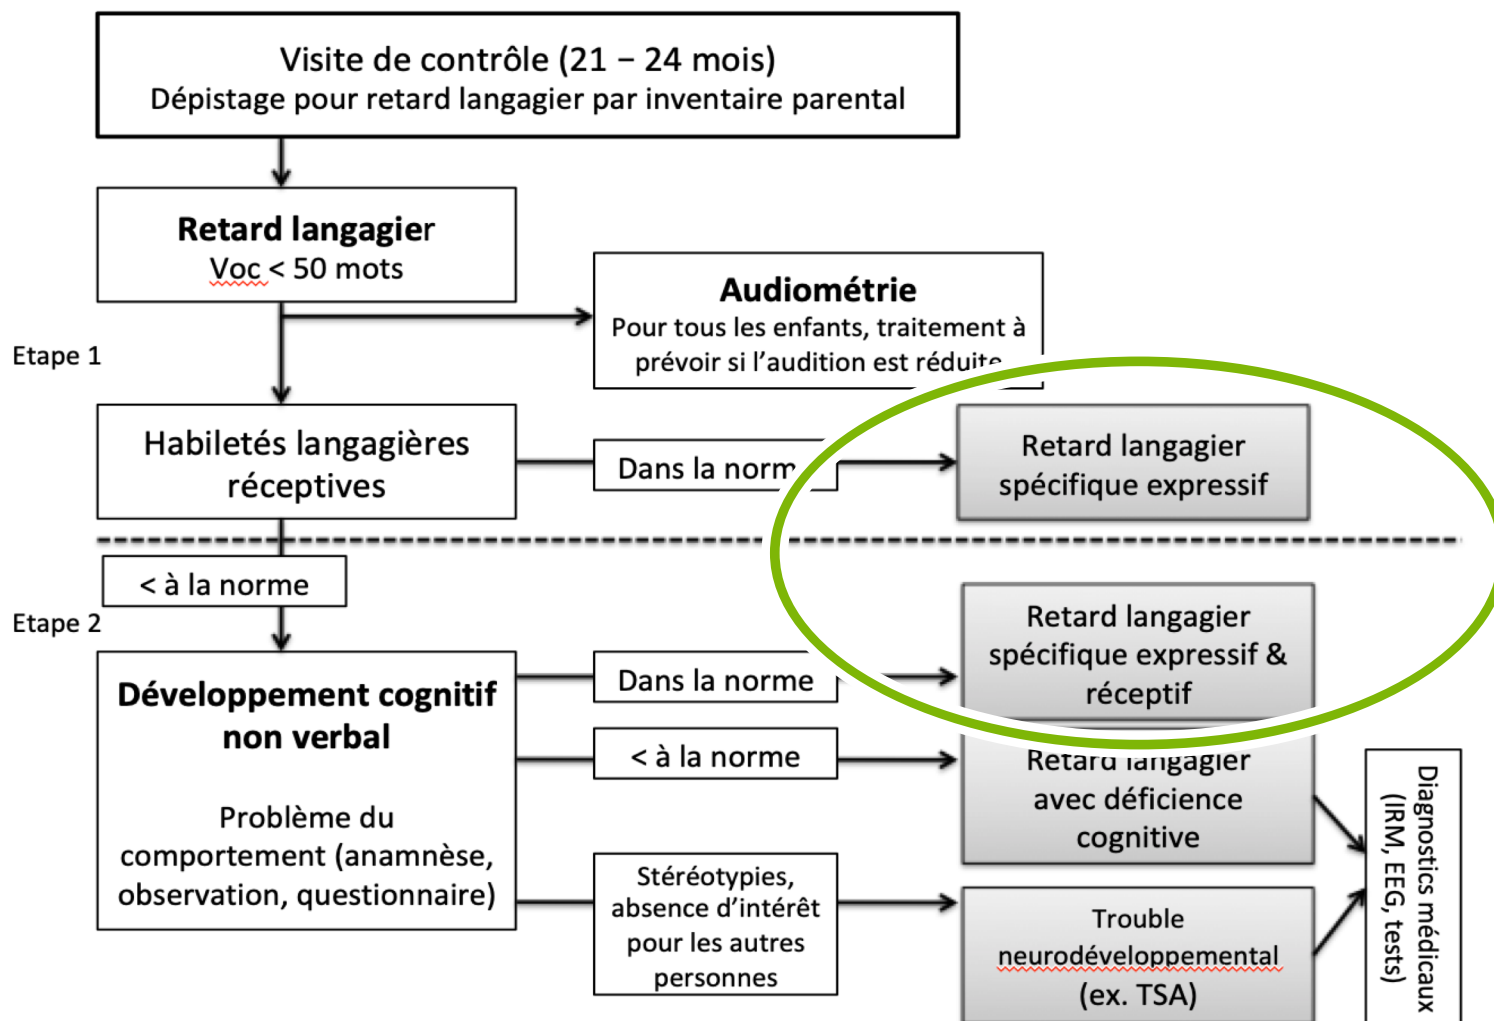 Visite de contrôle (21 – 24 mois)
Dépistage pour retard langagier par inventaire parental
Retard langagier
Voc < 50 mots
Audiométrie
Pour tous les enfants, traitement à
prévoir si l'audition est réduite
Etape 1
Habiletés langagières
réceptives
Dans la norme
Retard langagier
spécifique expressif
< à la norme
Etape 2
Développement cognitif
non verbal
Problème du
comportement (anamnèse,
observation, questionnaire)
Dans la norme
Retard langagier
spécifique expressif &
réceptif
< à la norme
Retard langagier
avec déficience
cognitive
Stéréotypies,
absence d'intérêt
pour les autres
personnes
Trouble
neurodéveloppemental
(ex. TSA)
Diagnostics médicaux
(IRM, EEG, tests)